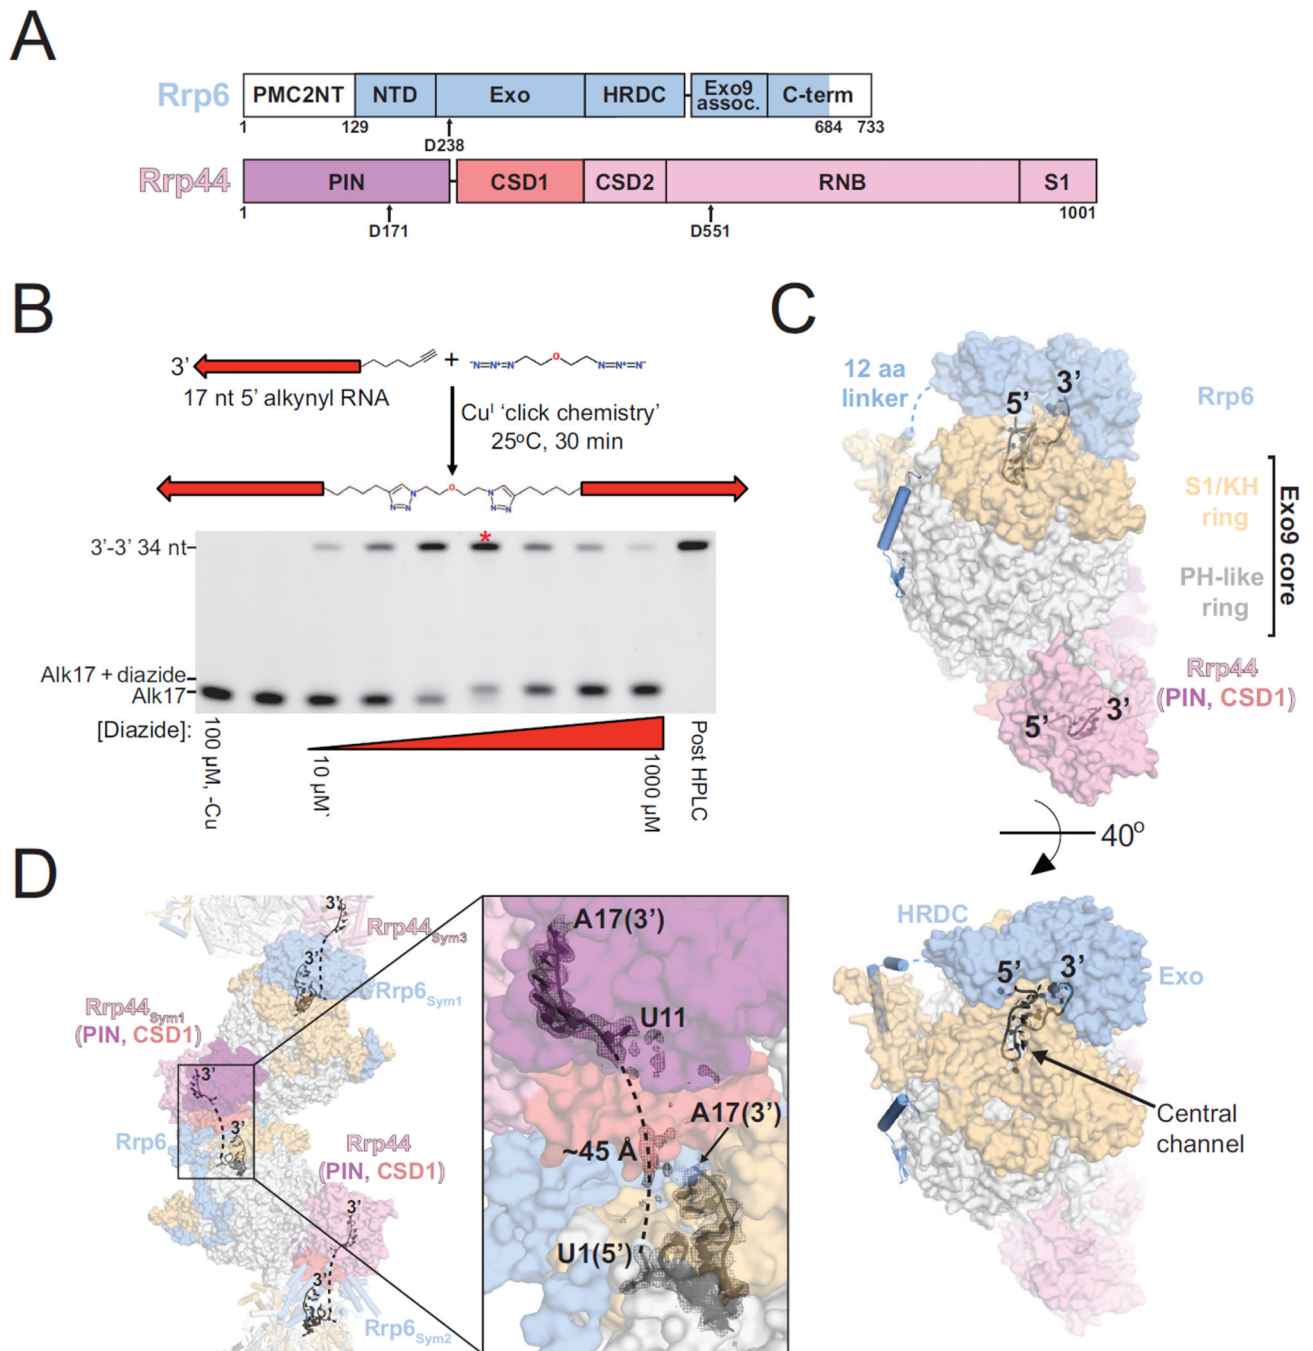 A
Rrp6
PMC2NT
NTD
Exo
HRDC
Exo9
assoc.
C-term
1
129
684
733
D238
Rrp44
PIN
CSD1
CSD2
RNB
S1
1
1001
D171
D551
B
3’
+
⁻N=N⁺=N
O
N=N⁺=N⁻
17 nt 5’ alkynyl RNA
Cuᴵ ‘click chemistry’
25ºC, 30 min
N
N=N
O
N
N=N
3’-3’ 34 nt
*
Alk17 + diazide
Alk17
[Diazide]:
100 µM, -Cu
10 µM`
1000 µM
Post HPLC
C
12 aa
linker
5’
3’
Rrp6
S1/KH
ring
PH-like
ring
Exo9 core
Rrp44
(PIN, CSD1)
5’
3’
40º
HRDC
5’
3’
Exo
Central
channel
D
3’
Rrp44Sym3
3’
Rrp6Sym1
Rrp44Sym1
(PIN, CSD1)
3’
3’
Rrp6
Rrp44
(PIN, CSD1)
3’
3’
Rrp6Sym2
A17(3’)
U11
A17(3’)
~45 Å
U1(5’)